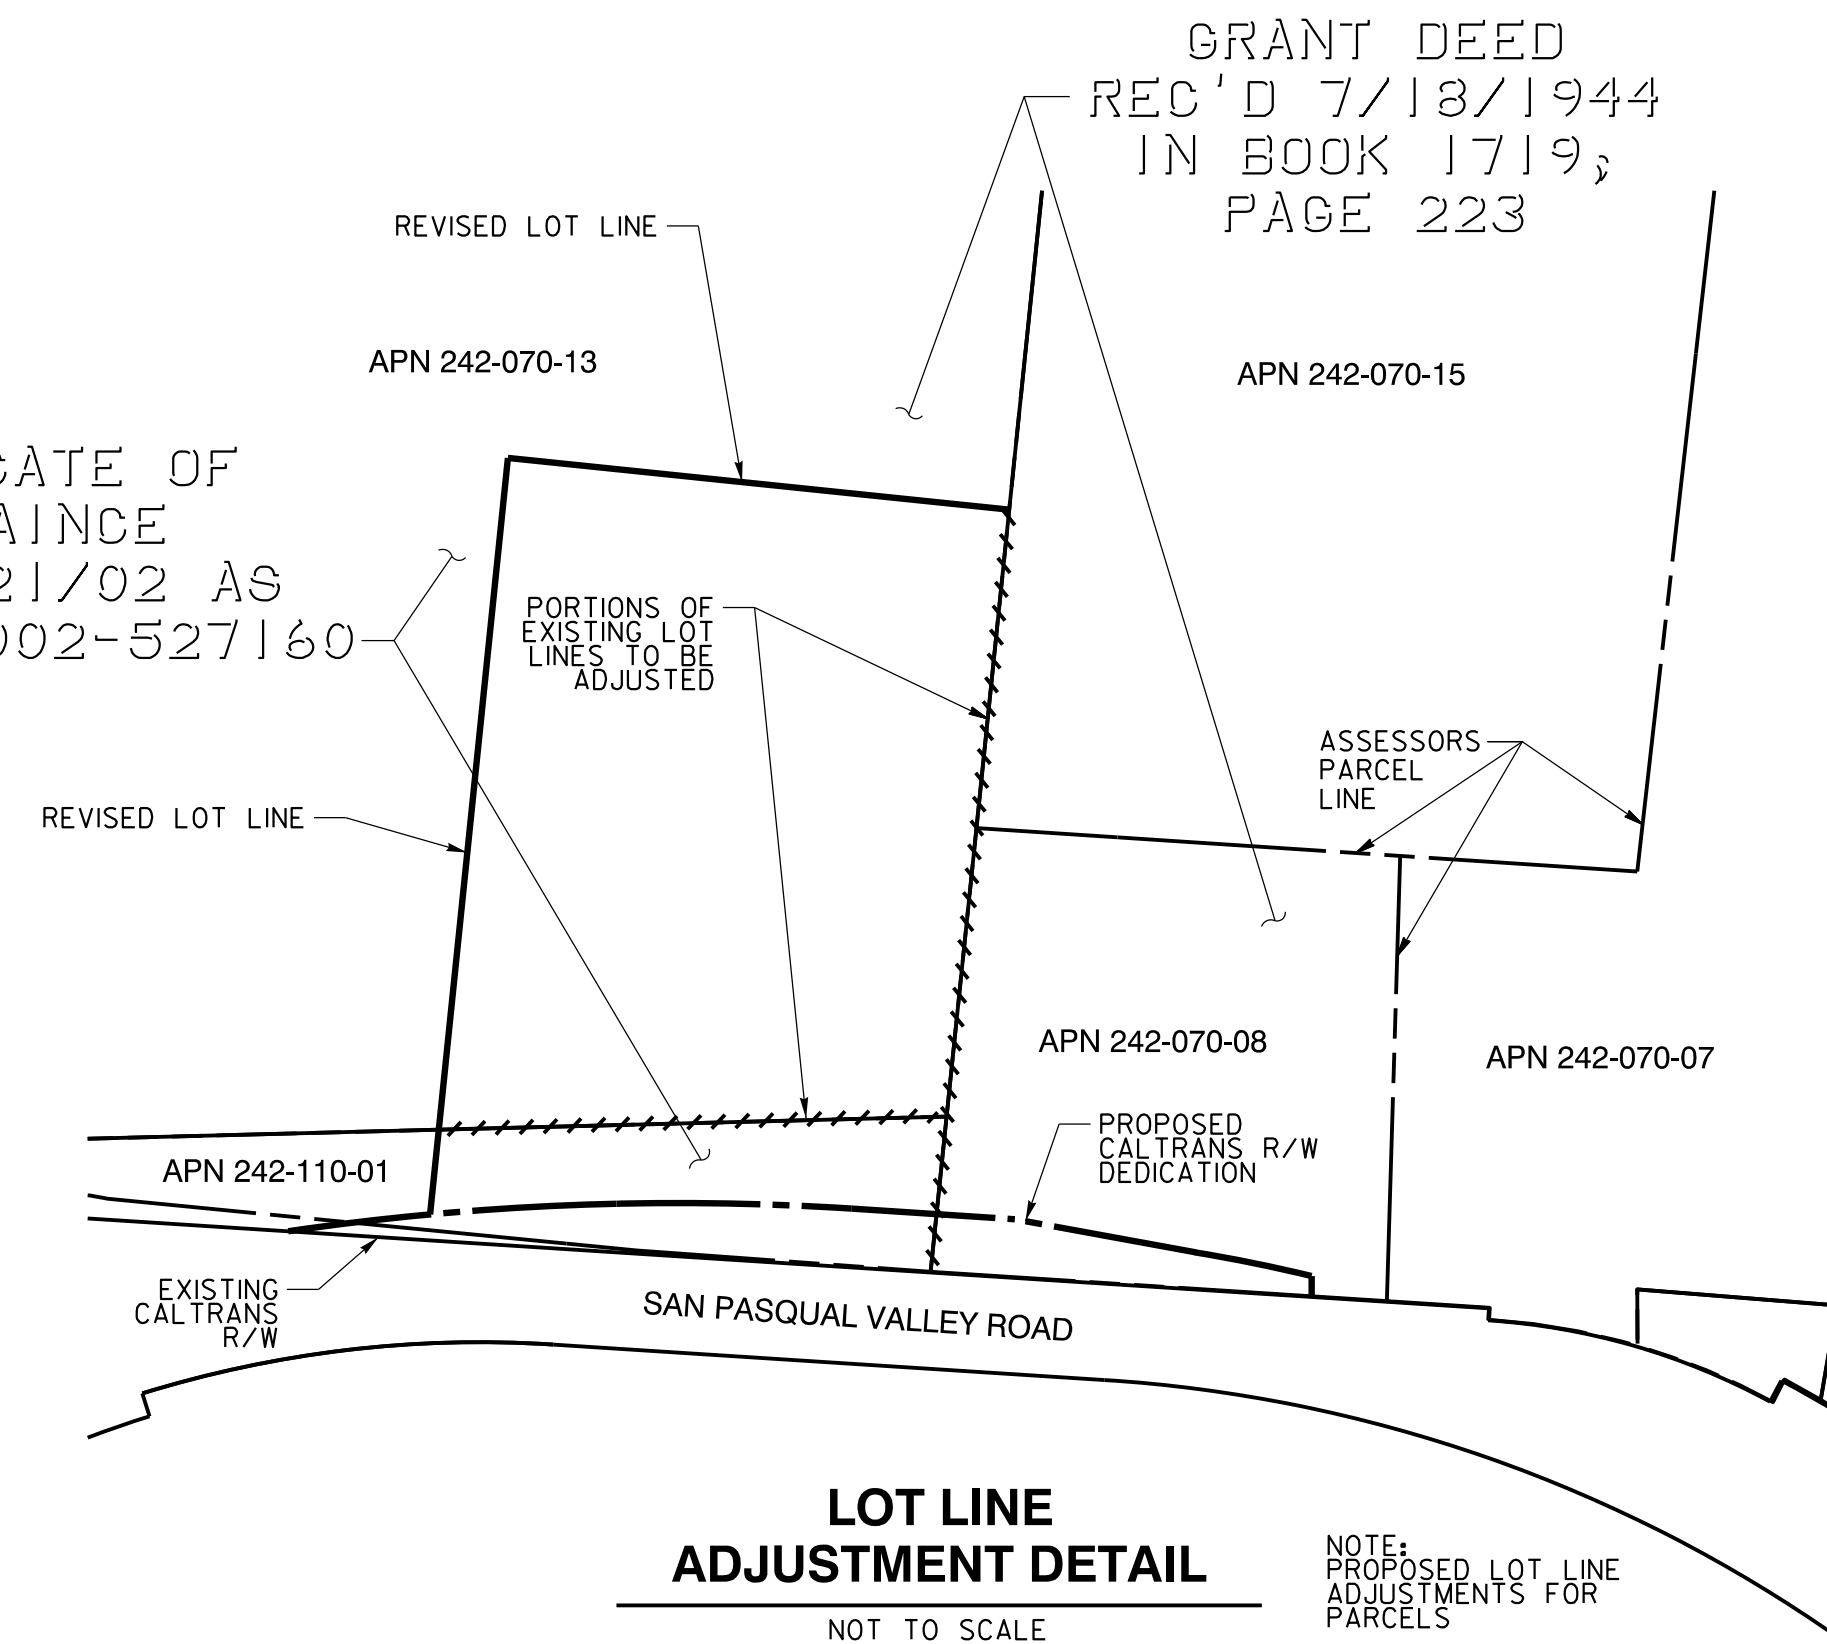 GRANT DEED
REC'D 7/18/1944
IN BOOK 1719,
PAGE 223
REVISED LOT LINE
APN 242-070-13
APN 242-070-15
CATE OF
AINCE
21/02 AS
002-527160
PORTIONS OF
EXISTING LOT
LINES TO BE
ADJUSTED
ASSESSORS
PARCEL
LINE
REVISED LOT LINE
APN 242-070-08
APN 242-070-07
PROPOSED
CALTRANS R/W
DEDICATION
APN 242-110-01
EXISTING
CALTRANS
R/W
SAN PASQUAL VALLEY ROAD
LOT LINE
ADJUSTMENT DETAIL
NOT TO SCALE
NOTE:
PROPOSED LOT LINE
ADJUSTMENTS FOR
PARCELS